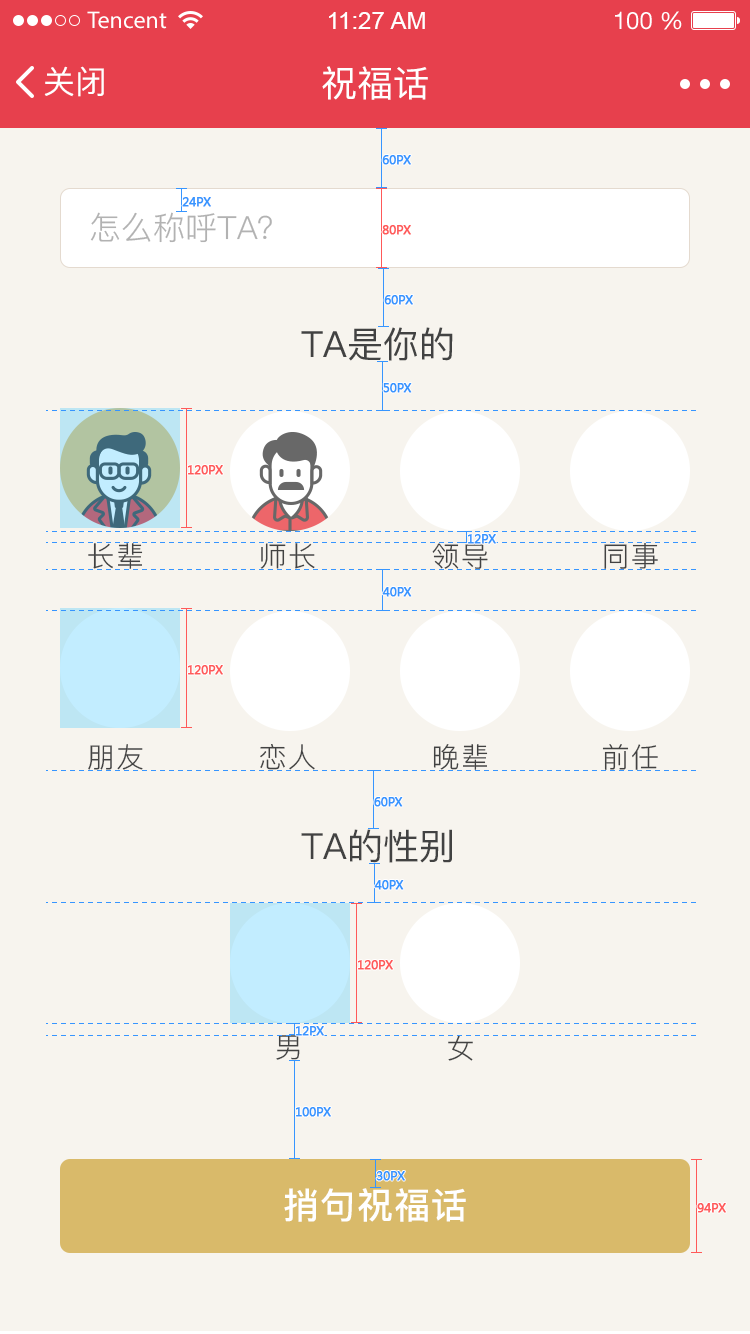 Tencent 11:27 AM 100 %
关闭 祝福话
60PX
24PX
怎么称呼TA?
80PX
60PX
TA是你的
50PX
120PX
12PX
长辈 师长 领导 同事
40PX
120PX
朋友 恋人 晚辈 前任
60PX
TA的性别
40PX
120PX
12PX
男 女
100PX
30PX
捎句祝福话
94PX